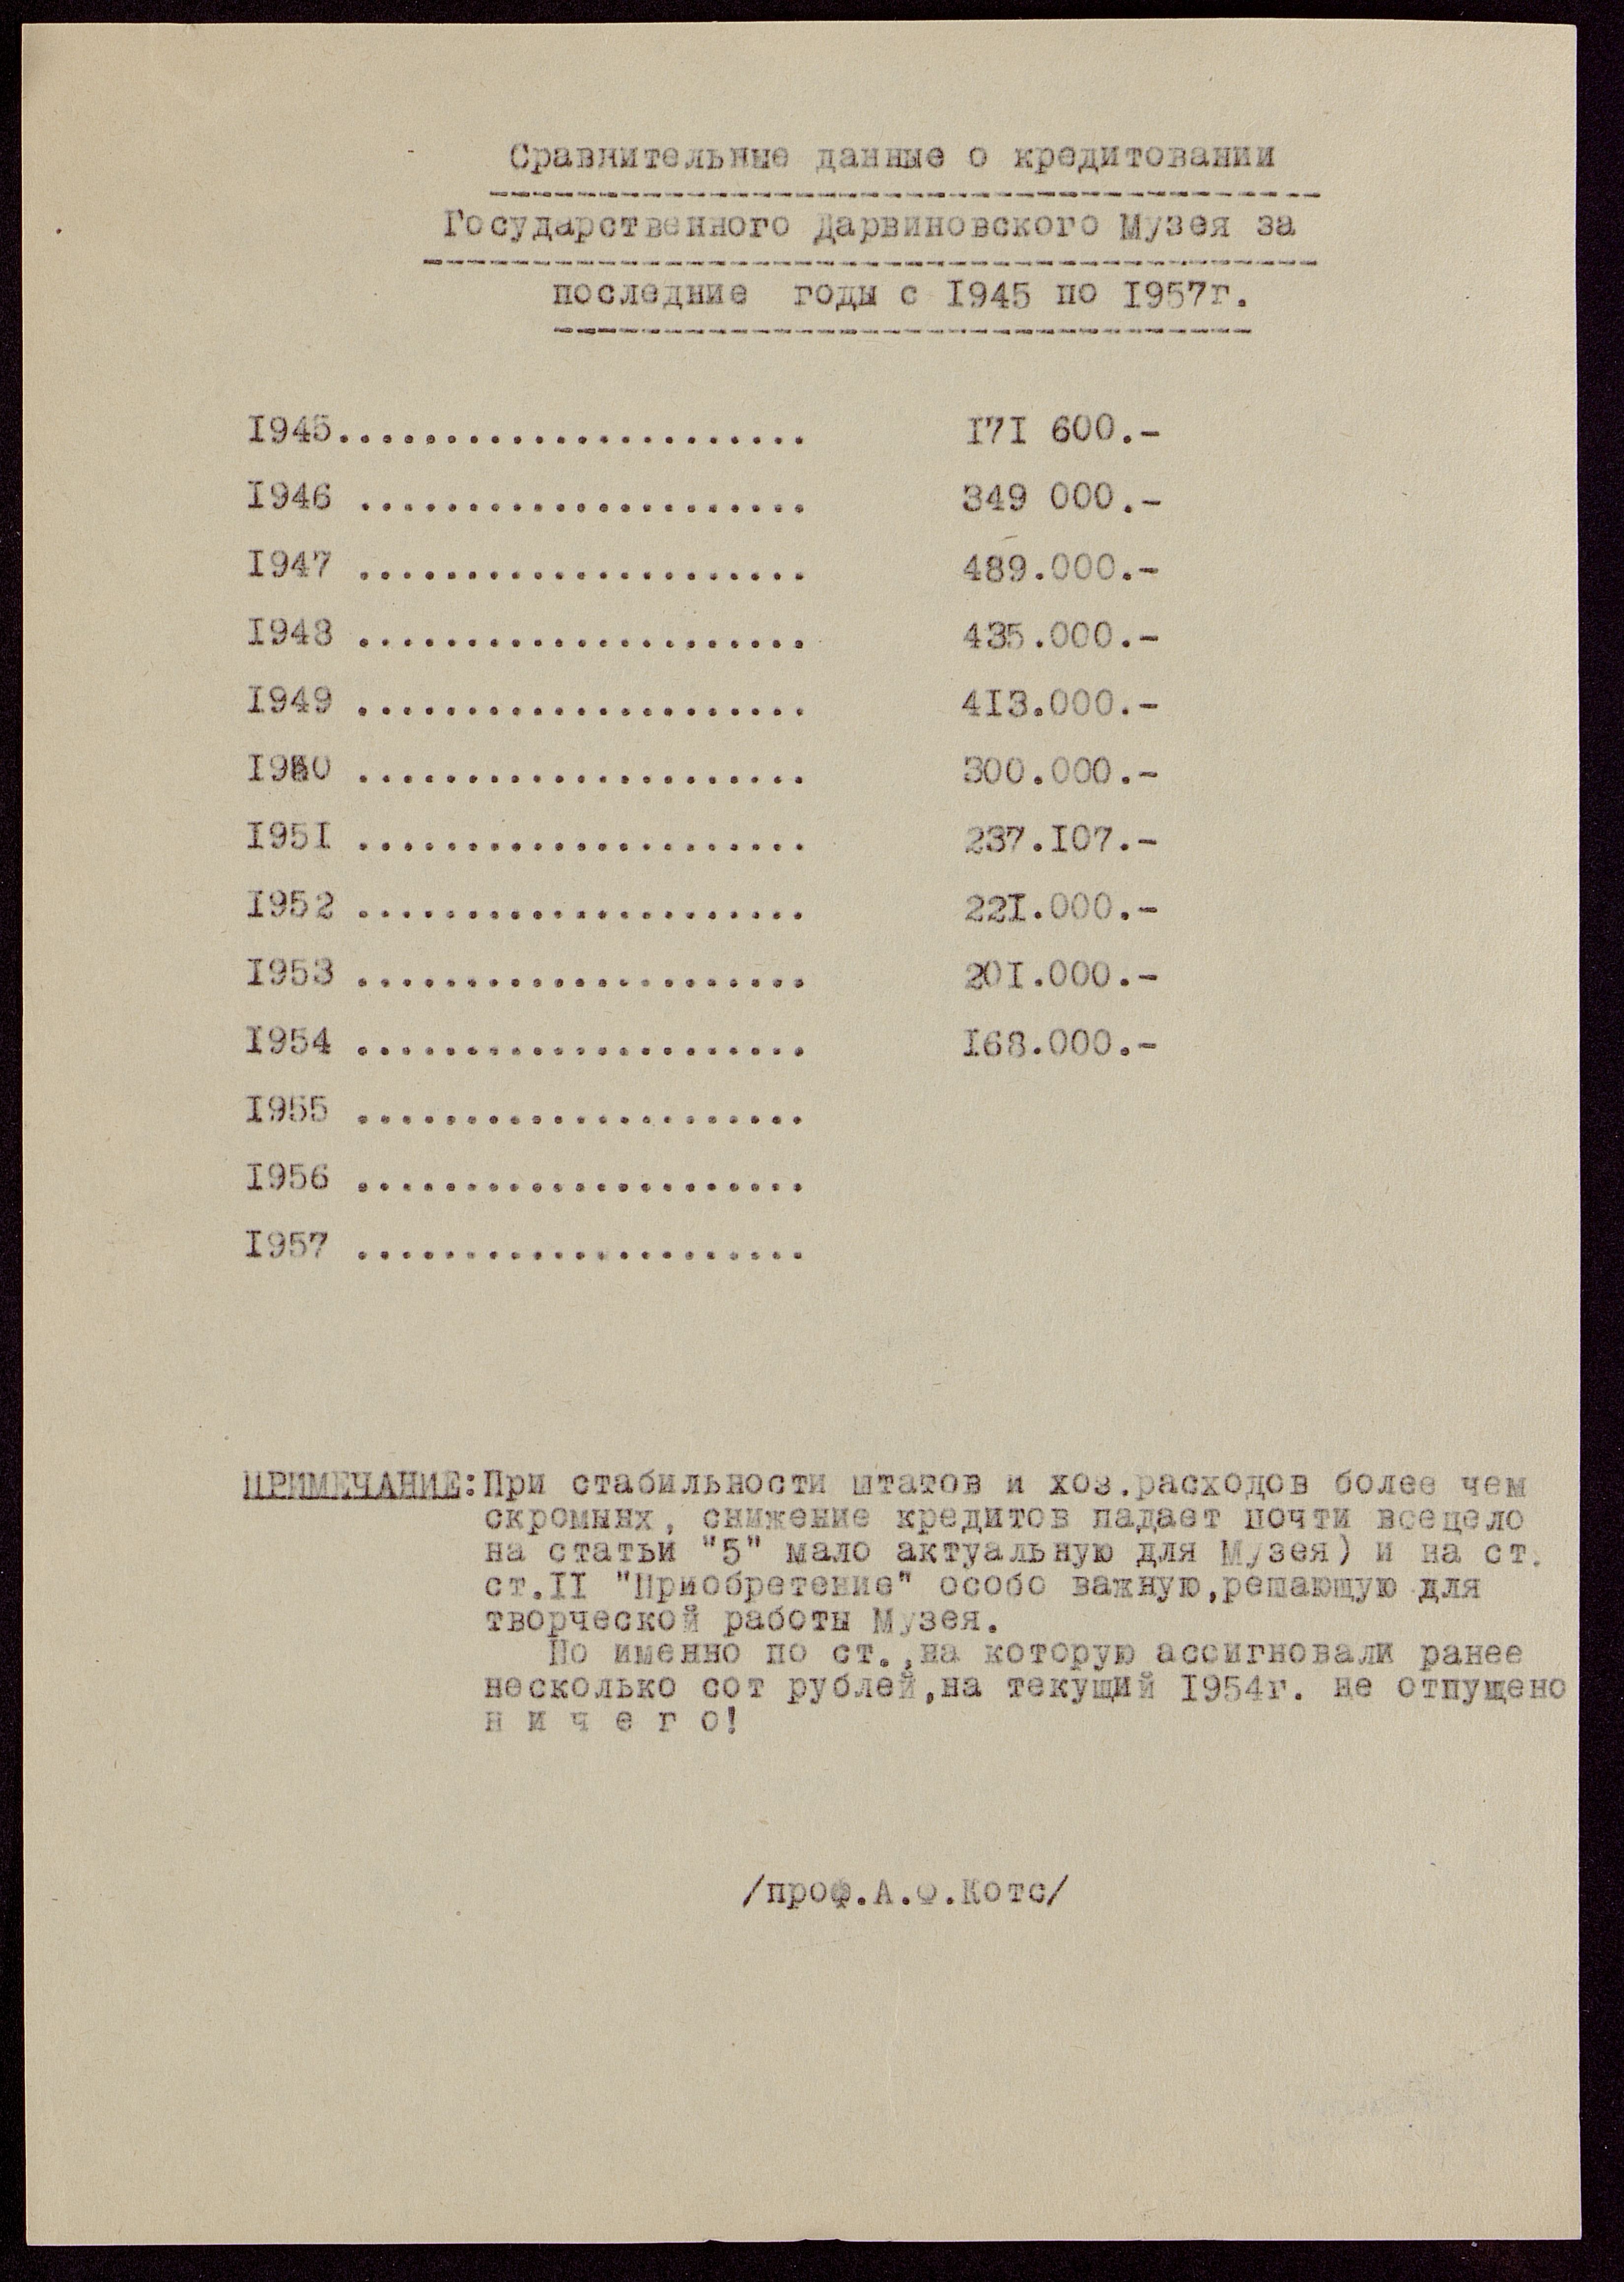 Сравнительные данные о кредитовании
Государственного Дарвиновского Музея за
последние годы с 1945 по 1957г.
1945...................... 171 600.-
1946 ..................... 349 000.-
1947 ..................... 489.000.-
1948 ..................... 435.000.-
1949 ..................... 413.000.-
1950 ..................... 300.000.-
1951 ..................... 237.107.-
1952 ..................... 221.000.-
1953 ..................... 201.000.-
1954 ..................... 168.000.-
1955 .....................
1956 .....................
1957 .....................
ПРИМЕЧАНИЕ: При стабильности штатов и хоз.расходов более чем
скромынх, снижение кредитов падает почти всецело
на статьи "5" мало актуальную для Музея) и на ст.
ст.II "Приобретение" особо важную,решающую для
творческой работы Музея.
Но именно по ст.,на которую ассигновали ранее
несколько сот рублей,на текущий 1954г. не отпущено
н и ч е г о!
/проф.А.Ф.Котс/